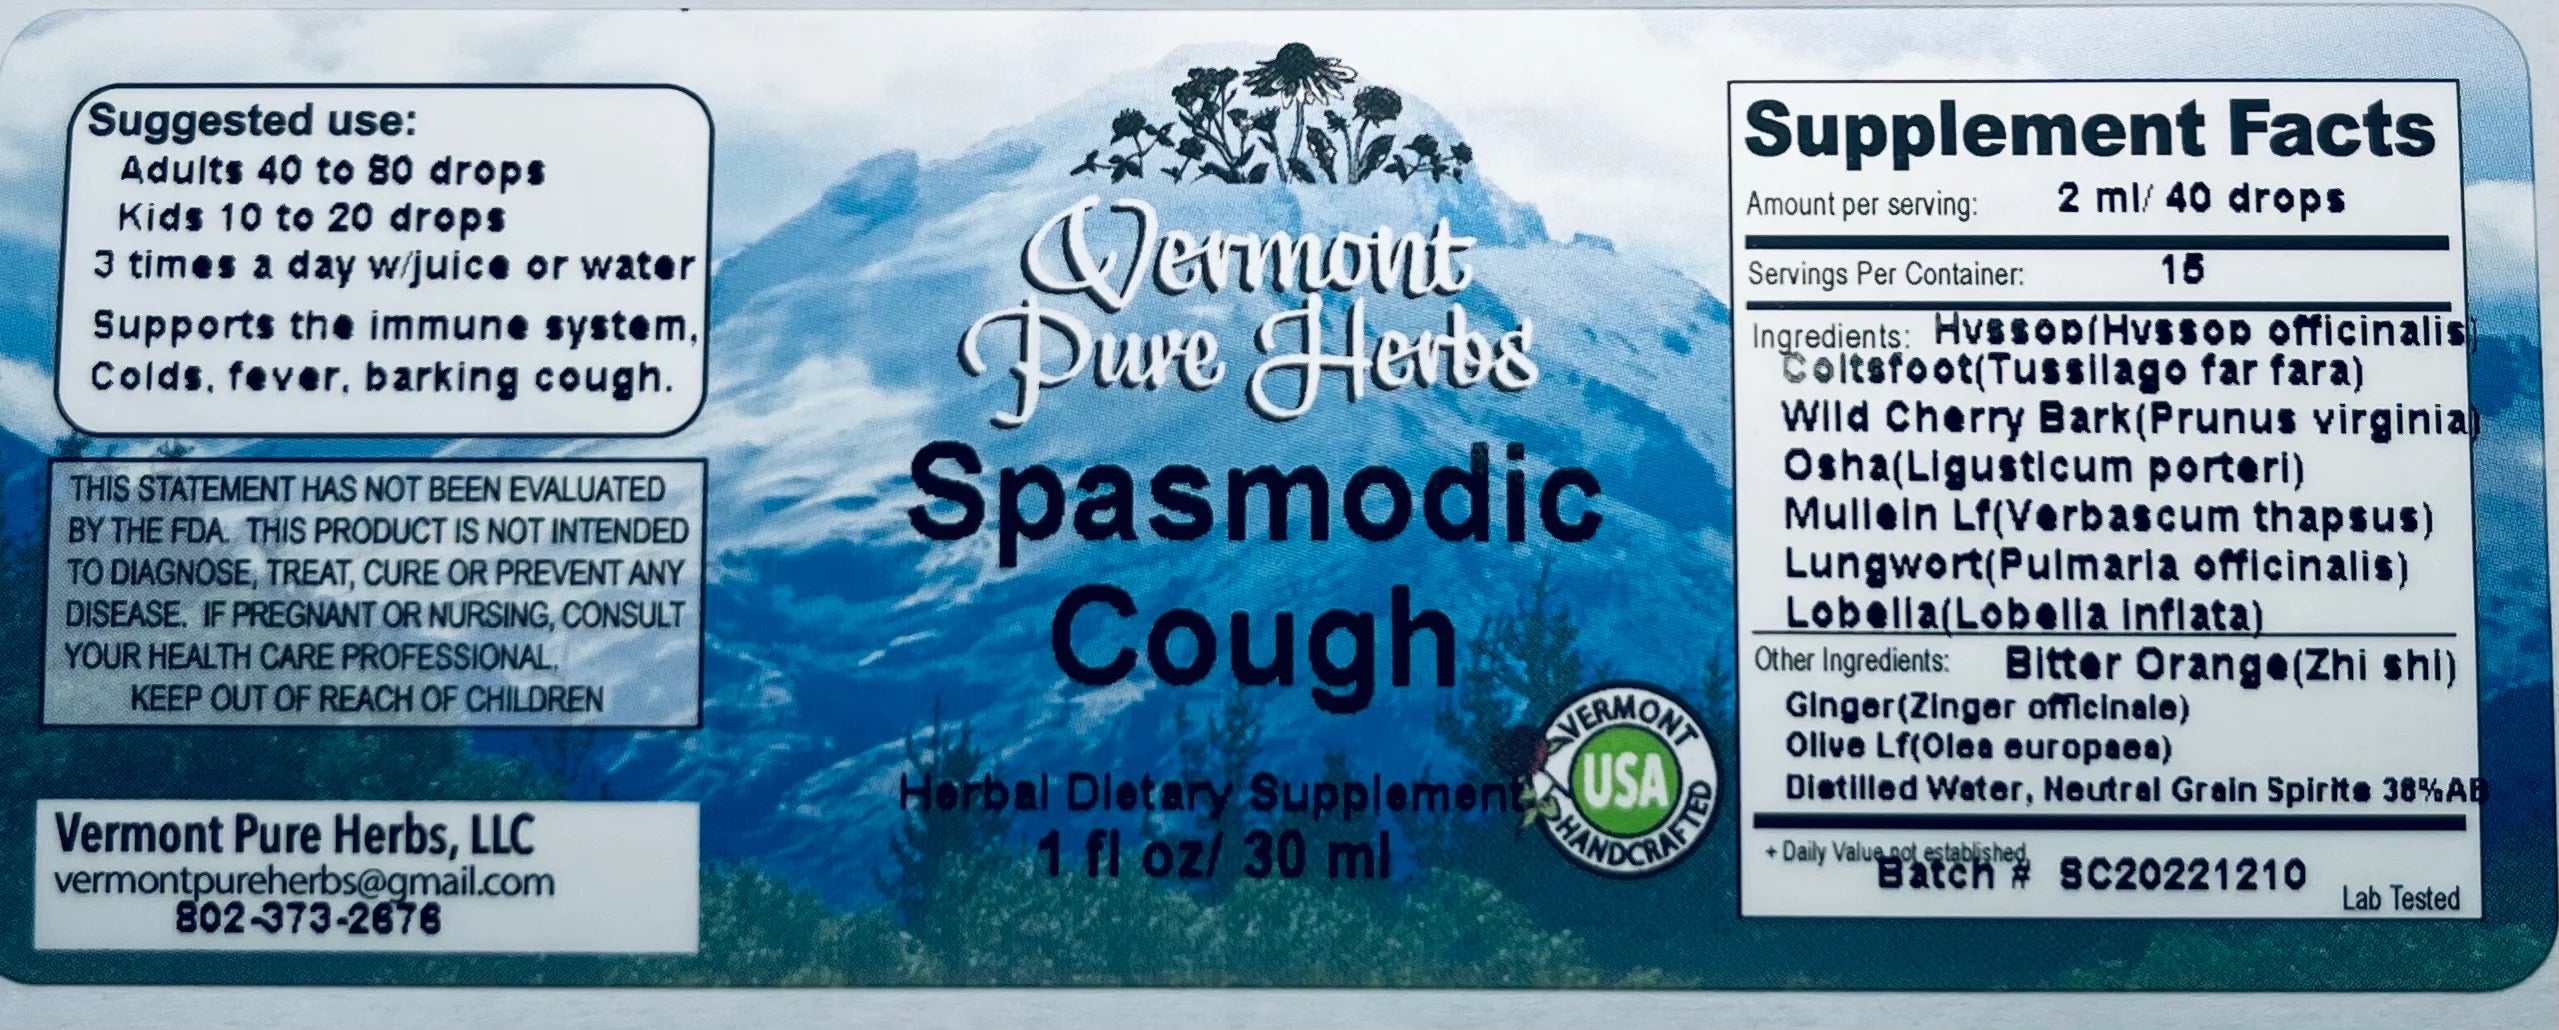 Suggested use:
Adults 40 to 80 drops
Kids 10 to 20 drops
3 times a day w/juice or water
Supports the immune system,
Colds, fever, barking cough.
THIS STATEMENT HAS NOT BEEN EVALUATED
BY THE FDA. THIS PRODUCT IS NOT INTENDED
TO DIAGNOSE, TREAT, CURE OR PREVENT ANY
DISEASE. IF PREGNANT OR NURSING, CONSULT
YOUR HEALTH CARE PROFESSIONAL.
KEEP OUT OF REACH OF CHILDREN
Vermont Pure Herbs, LLC
vermontpureherbs@gmail.com
802-373-2676
Vermont
Pure Herbs
Spasmodic
Cough
Herbal Dietary Supplement
1 fl oz/ 30 ml
VERMONT
USA
HANDCRAFTED
Supplement Facts
Amount per serving: 2 ml/ 40 drops
Servings Per Container: 15
Ingredients: Hyssop(Hyssop officinalis)
Coltsfoot(Tussilago far fara)
Wild Cherry Bark(Prunus virginia)
Osha(Ligusticum porteri)
Mullein Lf(Verbascum thapsus)
Lungwort(Pulmaria officinalis)
Lobelia(Lobelia inflata)
Other Ingredients: Bitter Orange(Zhi shi)
Ginger(Zinger officinale)
Olive Lf(Olea europaea)
Distilled Water, Neutral Grain Spirits 38%AB
+ Daily Value not established.
Batch # SC20221210
Lab Tested